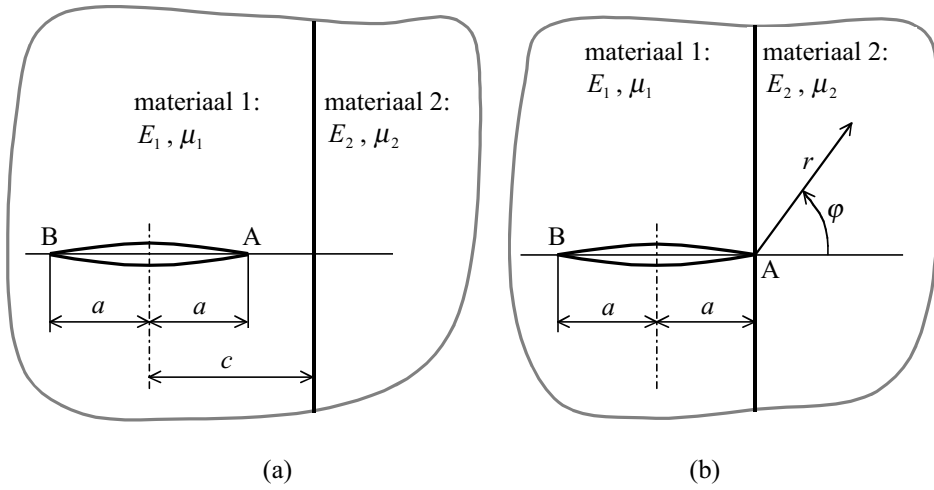 materiaal 1:
E₁ , μ₁
materiaal 2:
E₂ , μ₂
B
A
a
a
c
(a)
materiaal 1:
E₁ , μ₁
materiaal 2:
E₂ , μ₂
r
φ
B
A
a
a
(b)